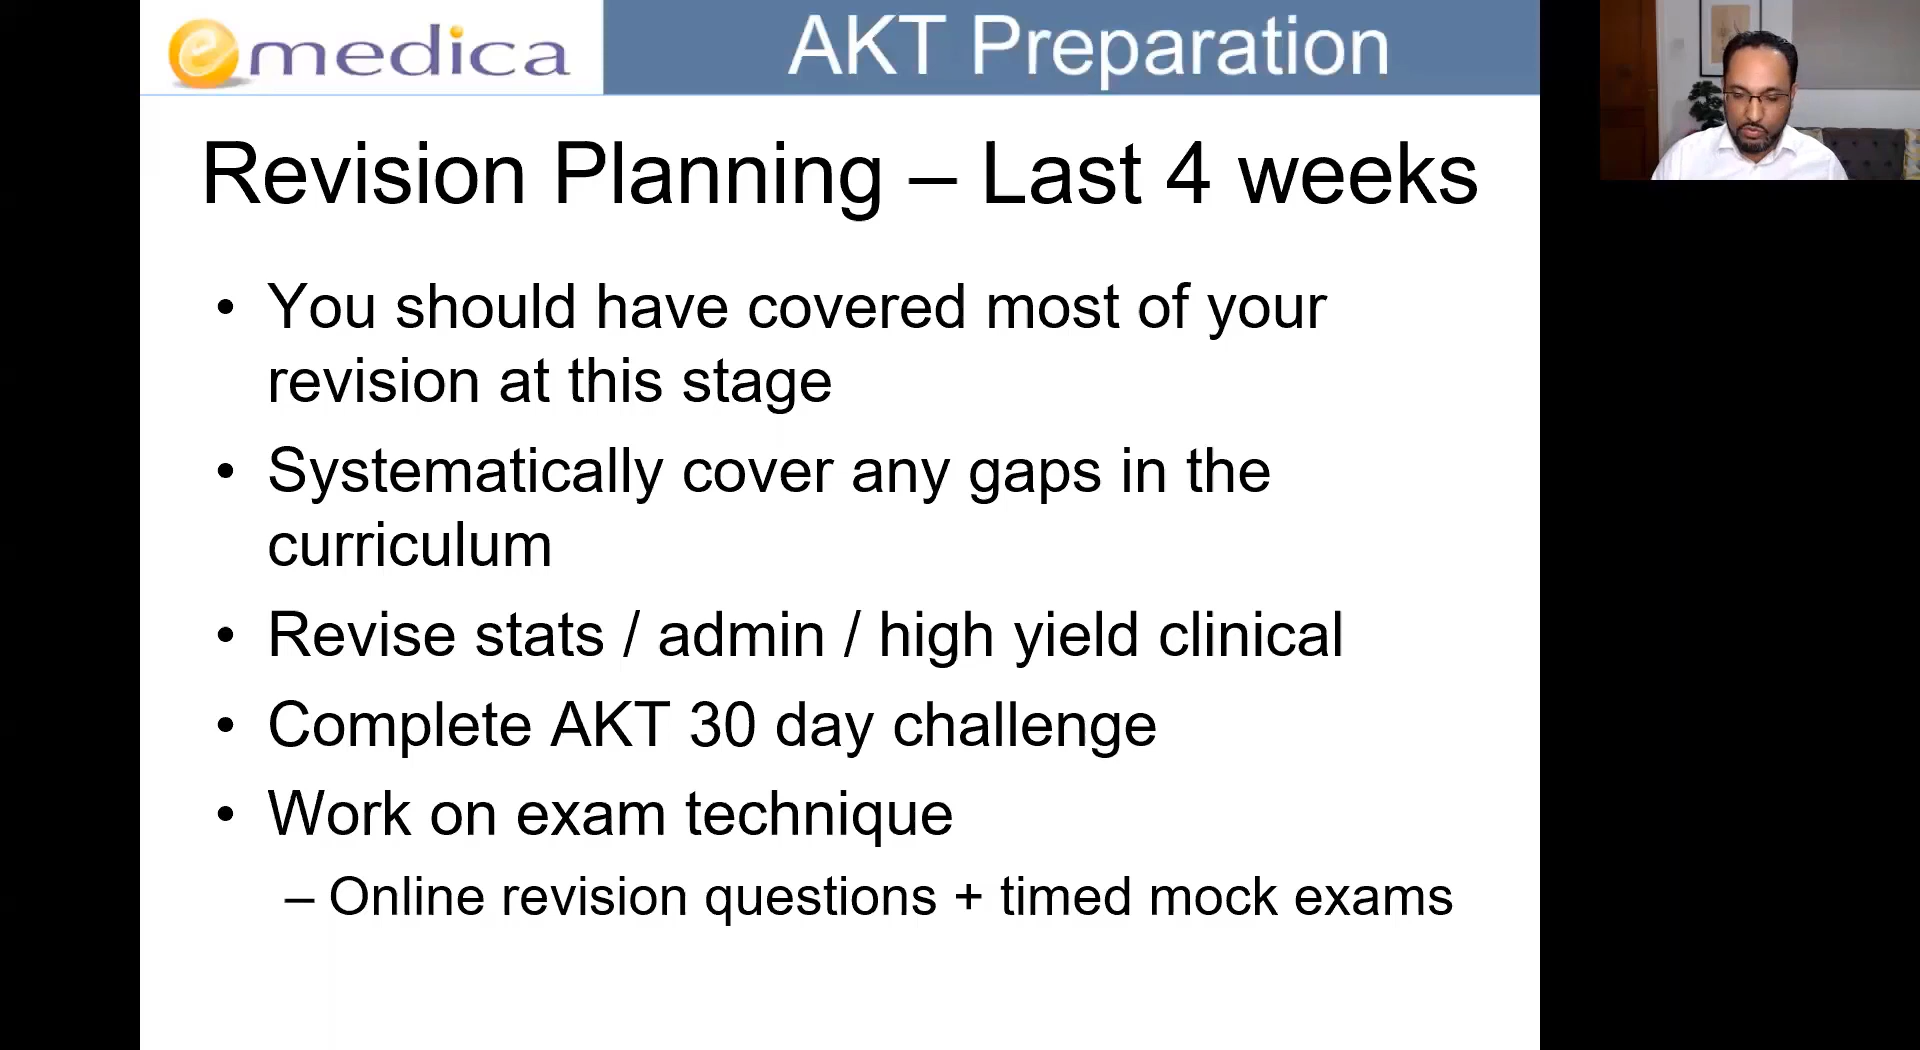 emedica
AKT Preparation
Revision Planning – Last 4 weeks
• You should have covered most of your
revision at this stage
• Systematically cover any gaps in the
curriculum
• Revise stats / admin / high yield clinical
• Complete AKT 30 day challenge
• Work on exam technique
– Online revision questions + timed mock exams